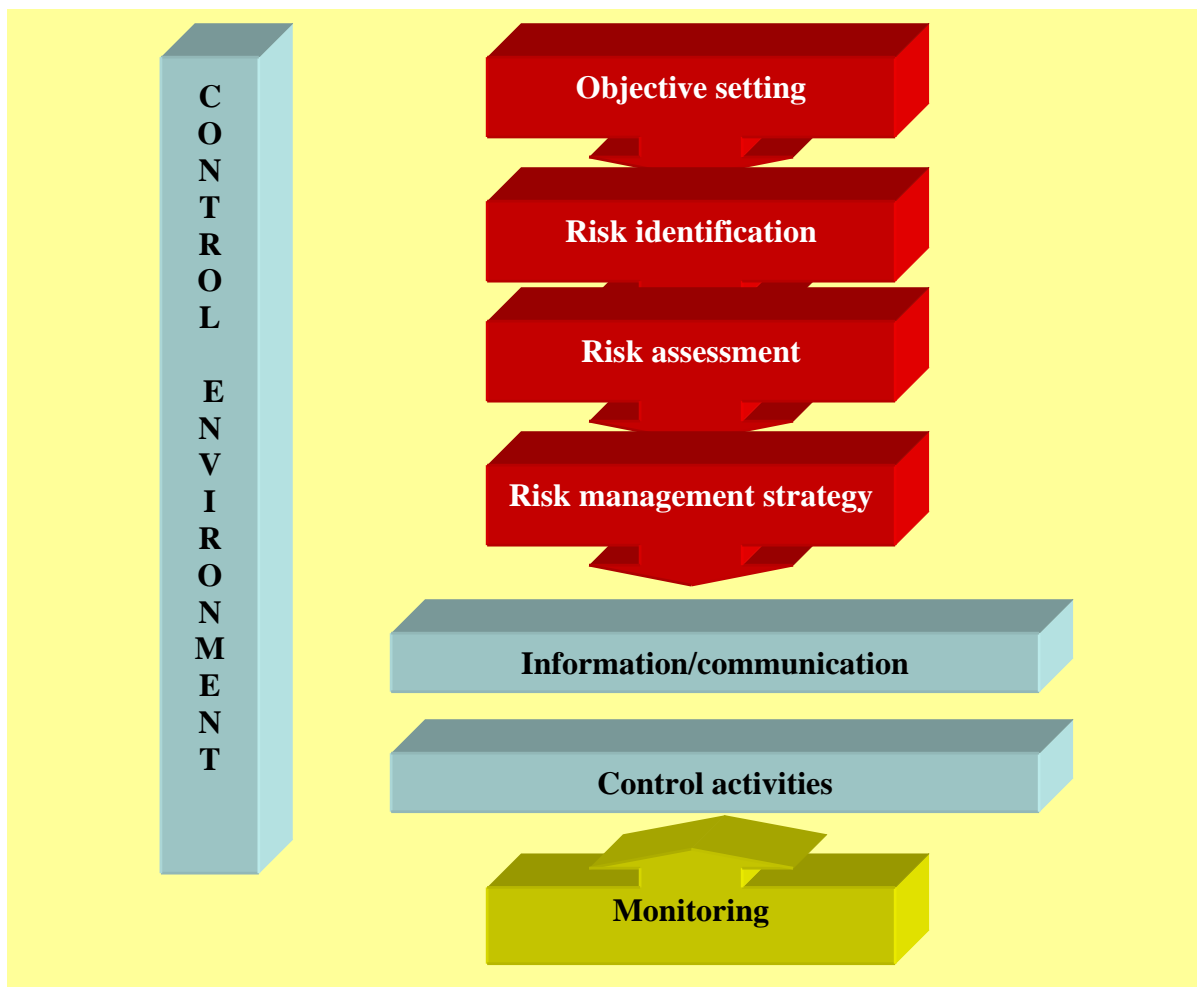 CONTROL ENVIRONMENT
Objective setting
Risk identification
Risk assessment
Risk management strategy
Information/communication
Control activities
Monitoring